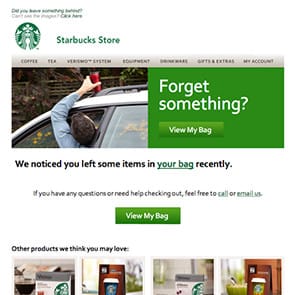 Did you leave something behind?
Can't see the images? Click here
Starbucks Store
COFFEE TEA VERISMO™ SYSTEM EQUIPMENT DRINKWARE GIFTS & EXTRAS MY ACCOUNT
Forget
something?
View My Bag
We noticed you left some items in your bag recently.
If you have any questions or need help checking out, feel free to call or email us.
View My Bag
Other products we think you may love: